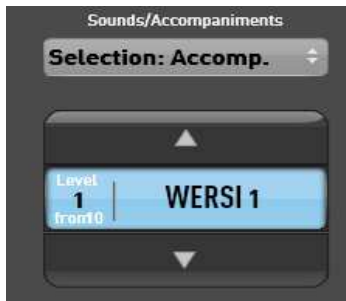 Sounds/Accompaniments
Selection: Accomp.
Level
1
from10
WERSI 1